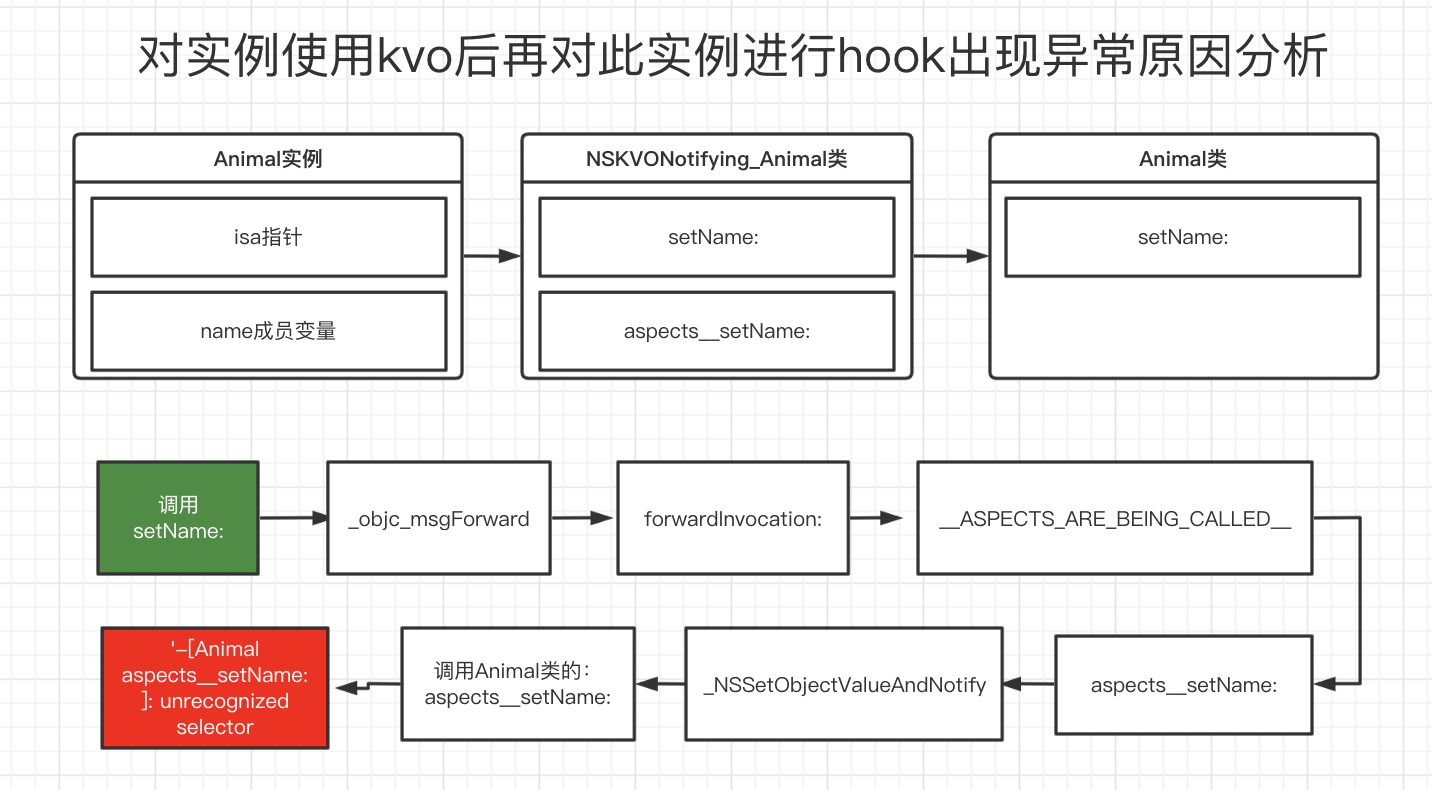 对实例使用kvo后再对此实例进行hook出现异常原因分析
Animal实例
isa指针
name成员变量
NSKVONotifying_Animal类
setName:
aspects__setName:
Animal类
setName:
调用
setName:
_objc_msgForward
forwardInvocation:
__ASPECTS_ARE_BEING_CALLED__
aspects__setName:
_NSSetObjectValueAndNotify
调用Animal类的：
aspects__setName:
'-[Animal
aspects__setName:
]: unrecognized
selector